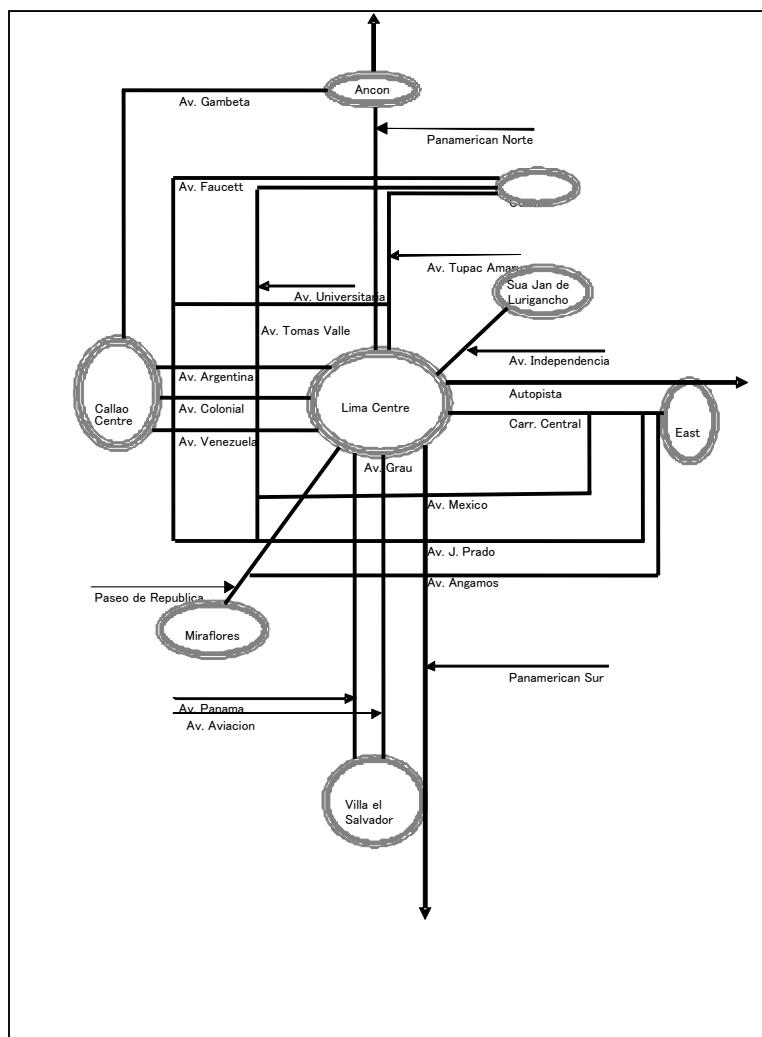 Ancon
Av. Gambeta
Panamerican Norte
Av. Faucett
Av. Tupac Amaru
Sua Jan de
Lurigancho
Av. Universitaria
Av. Tomas Valle
Av. Independencia
Av. Argentina
Autopista
Callao
Centre
Av. Colonial
Lima Centre
Carr. Central
East
Av. Venezuela
Av. Grau
Av. Mexico
Av. J. Prado
Av. Angamos
Paseo de Republica
Miraflores
Panamerican Sur
Av. Panama
Av. Aviacion
Villa el
Salvador